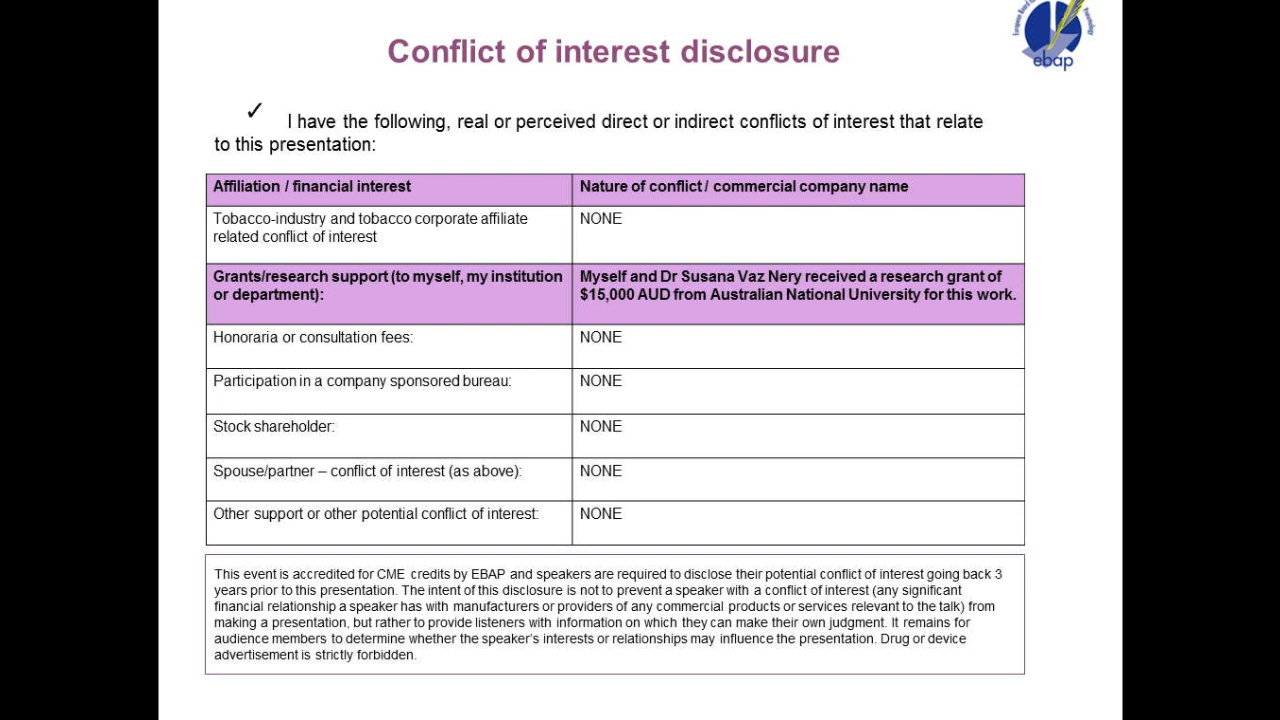 Conflict of interest disclosure
ebap
✓ I have the following, real or perceived direct or indirect conflicts of interest that relate
to this presentation:
Affiliation / financial interest
Nature of conflict / commercial company name
Tobacco-industry and tobacco corporate affiliate
related conflict of interest
NONE
Grants/research support (to myself, my institution
or department):
Myself and Dr Susana Vaz Nery received a research grant of
$15,000 AUD from Australian National University for this work.
Honoraria or consultation fees:
NONE
Participation in a company sponsored bureau:
NONE
Stock shareholder:
NONE
Spouse/partner – conflict of interest (as above):
NONE
Other support or other potential conflict of interest:
NONE
This event is accredited for CME credits by EBAP and speakers are required to disclose their potential conflict of interest going back 3
years prior to this presentation. The intent of this disclosure is not to prevent a speaker with a conflict of interest (any significant
financial relationship a speaker has with manufacturers or providers of any commercial products or services relevant to the talk) from
making a presentation, but rather to provide listeners with information on which they can make their own judgment. It remains for
audience members to determine whether the speaker's interests or relationships may influence the presentation. Drug or device
advertisement is strictly forbidden.